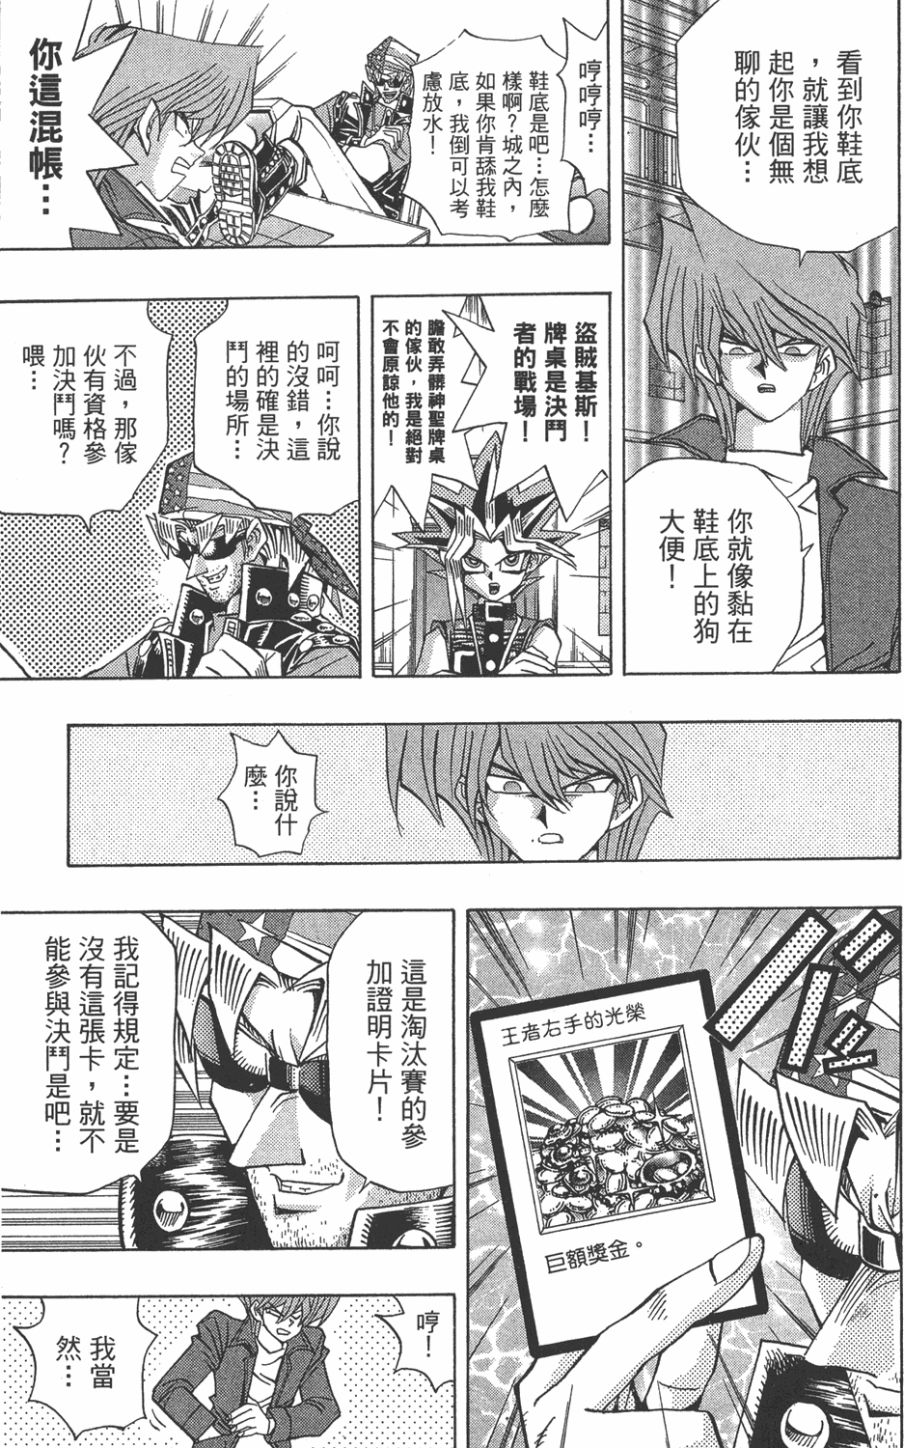 看到你鞋底
，就讓我想
起你是個無
聊的傢伙…
你就像黏在
鞋底上的狗
大便！
哼哼哼…
鞋底是吧…怎麼
樣啊？城之內，
如果你肯舔我鞋
底，我倒可以考
慮放水！
你這混帳…
盜賊基斯！
牌桌是決鬥
者的戰場！
膽敢弄髒神聖牌桌
的傢伙，我是絕對
不會原諒他的！
呵呵…你說
的沒錯，這
裡的確是決
鬥的場所…
不過，那傢
伙有資格參
加決鬥嗎？
喂…
你說什
麼…
王者右手的光榮
巨額獎金。
這是淘汰賽的參
加證明卡片！
我記得規定…要是
沒有這張卡，就不
能參與決鬥是吧…
哼！
我當
然…